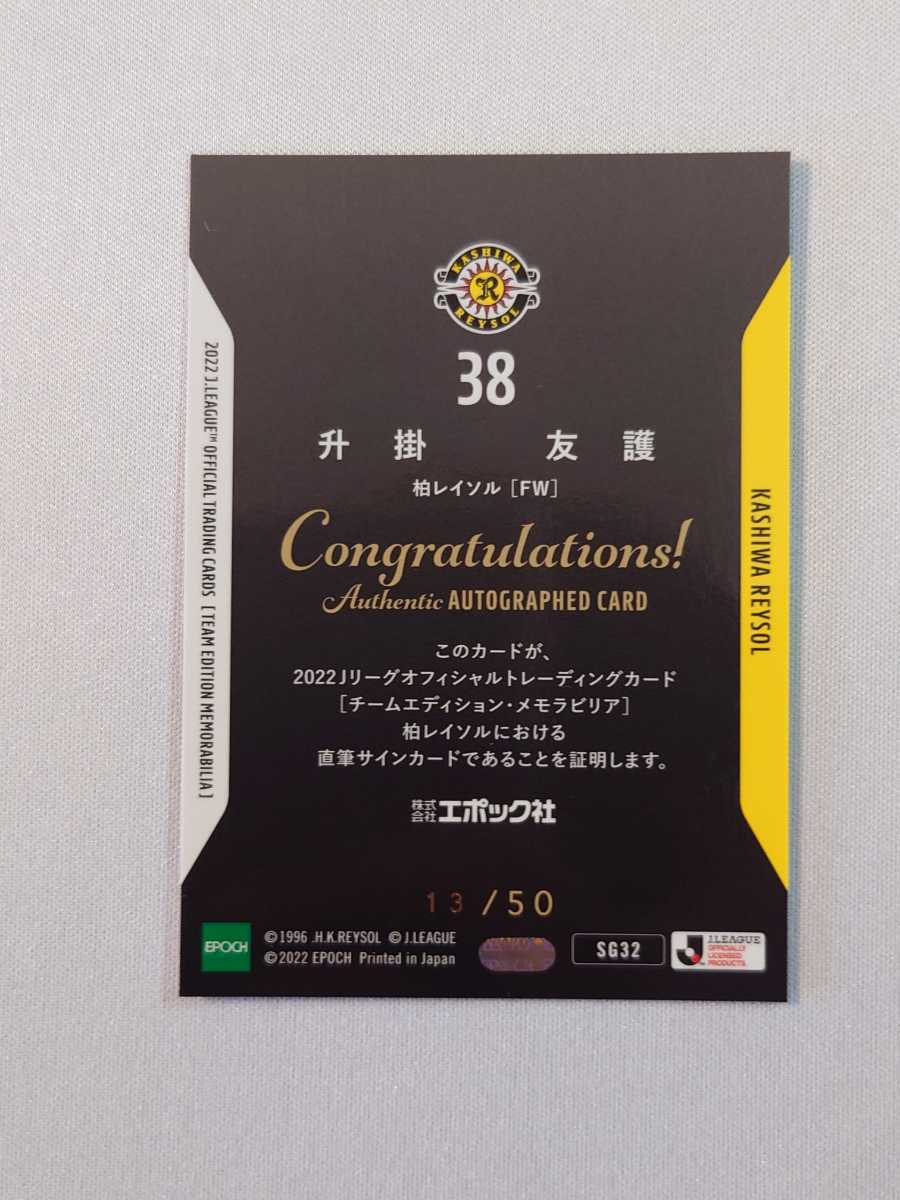 KASHIWA
R
REYSOL
38
升掛 友護
柏レイソル［FW］
Congratulations!
Authentic AUTOGRAPHED CARD
このカードが、
2022Jリーグオフィシャルトレーディングカード
［チームエディション・メモラビリア］
柏レイソルにおける
直筆サインカードであることを証明します。
株式会社エポック社
13/50
EPOCH
©1996 .H.K.REYSOL ©J.LEAGUE
©2022 EPOCH Printed in Japan
SG32
J.LEAGUE
OFFICIALLY
LICENSED
PRODUCTS
2022 J.LEAGUE™ OFFICIAL TRADING CARDS [TEAM EDITION MEMORABILIA]
KASHIWA REYSOL